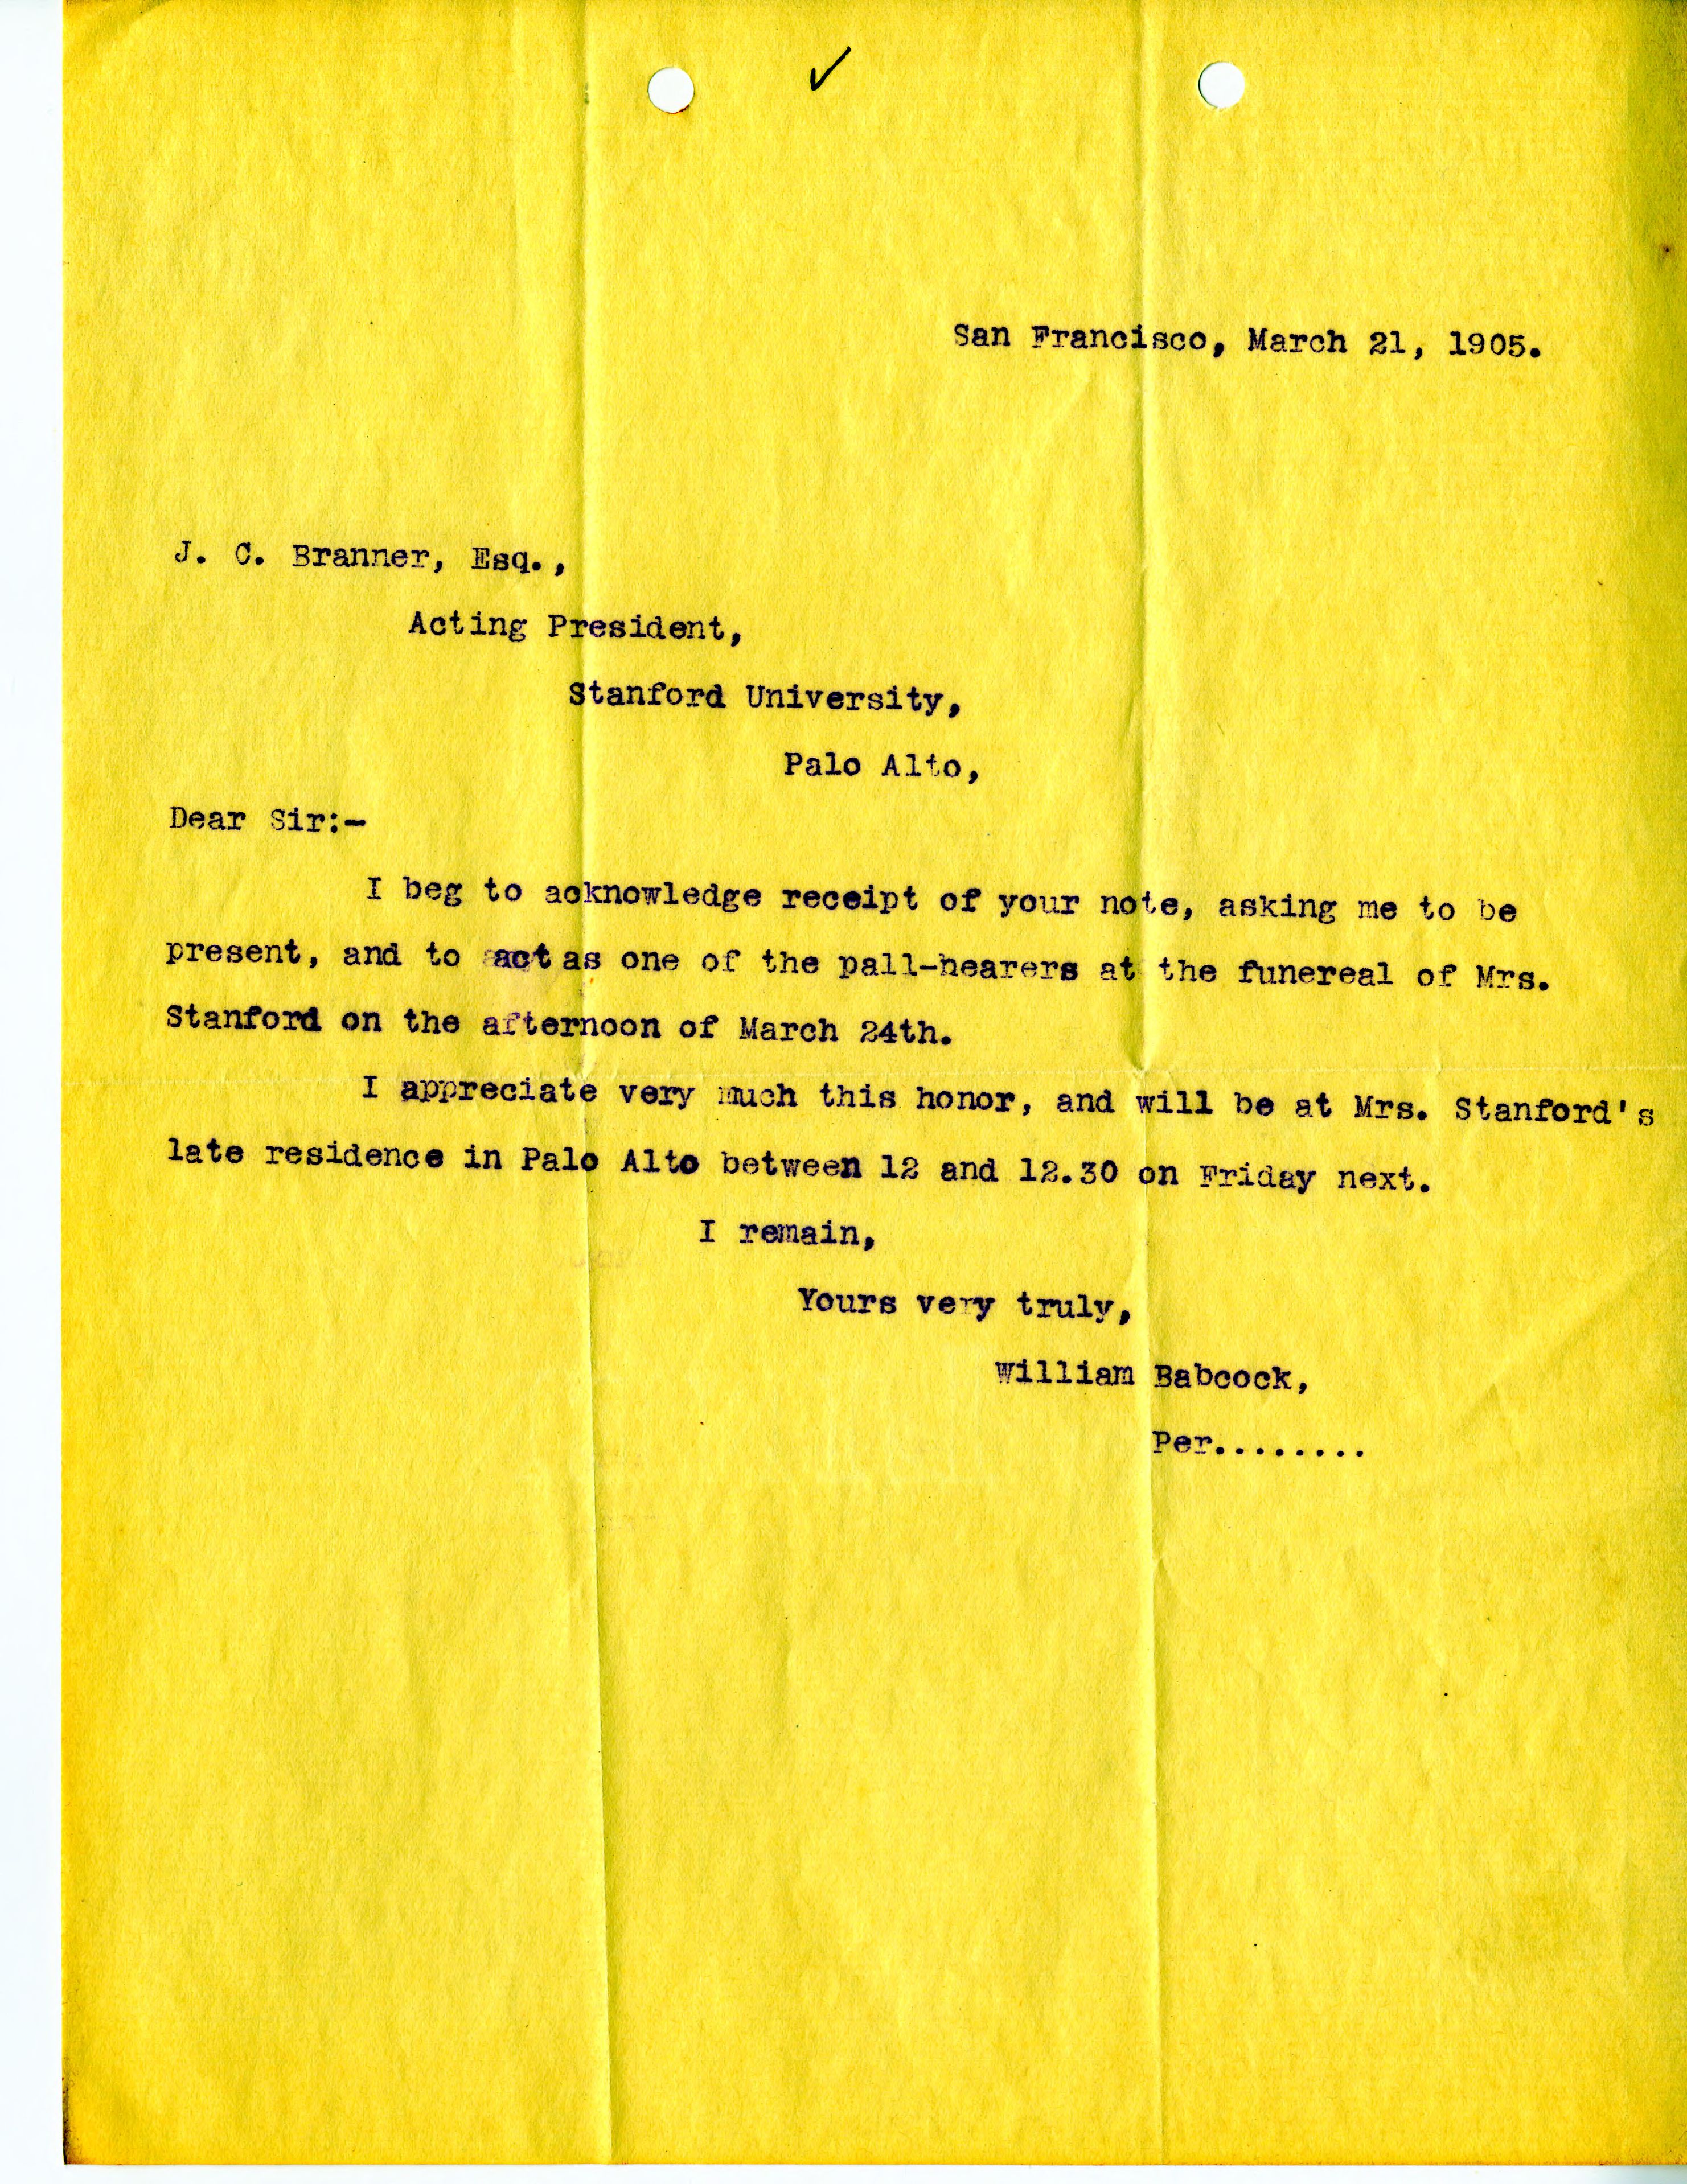 San Francisco, March 21, 1905.
J. C. Branner, Esq.,
Acting President,
Stanford University,
Palo Alto,
Dear Sir:-
I beg to acknowledge receipt of your note, asking me to be
present, and to act as one of the pall-hearers at the funereal of Mrs.
Stanford on the afternoon of March 24th.
I appreciate very much this honor, and will be at Mrs. Stanford's
late residence in Palo Alto between 12 and 12.30 on Friday next.
I remain,
Yours very truly,
William Babcock,
Per........